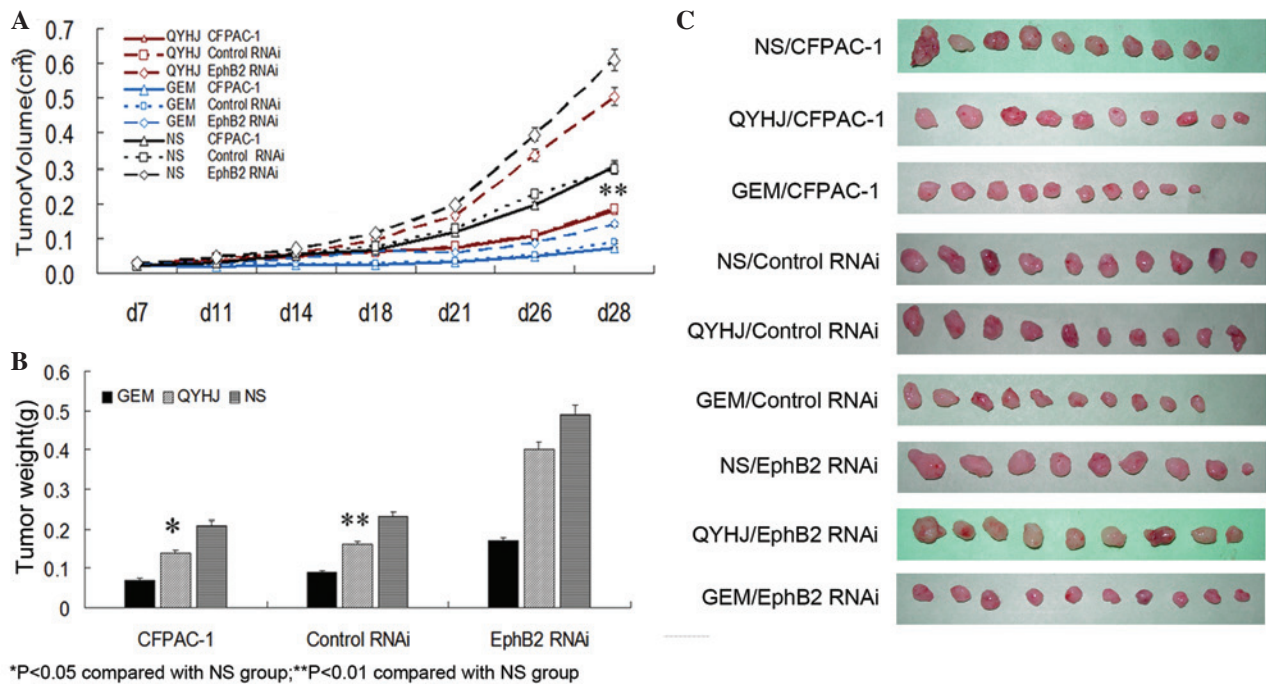 A
TumorVolume(cm³)
0.7
0.6
0.5
0.4
0.3
0.2
0.1
0.0
QYHJ CFPAC-1
QYHJ Control RNAi
QYHJ EphB2 RNAi
GEM CFPAC-1
GEM Control RNAi
GEM EphB2 RNAi
NS CFPAC-1
NS Control RNAi
NS EphB2 RNAi
**
d7 d11 d14 d18 d21 d26 d28
B
Tumor weight(g)
0.6
0.5
0.4
0.3
0.2
0.1
0
GEM QYHJ NS
* **
CFPAC-1 Control RNAi EphB2 RNAi
*P<0.05 compared with NS group;**P<0.01 compared with NS group
C
NS/CFPAC-1
QYHJ/CFPAC-1
GEM/CFPAC-1
NS/Control RNAi
QYHJ/Control RNAi
GEM/Control RNAi
NS/EphB2 RNAi
QYHJ/EphB2 RNAi
GEM/EphB2 RNAi